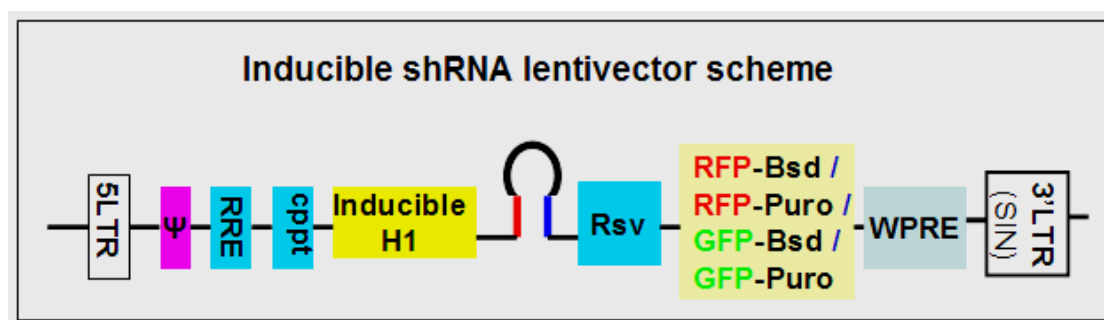 Inducible shRNA lentivector scheme
5LTR
Ψ
RRE
cppt
Inducible
H1
Rsv
RFP-Bsd /
RFP-Puro /
GFP-Bsd /
GFP-Puro
WPRE
3'LTR
(SIN)